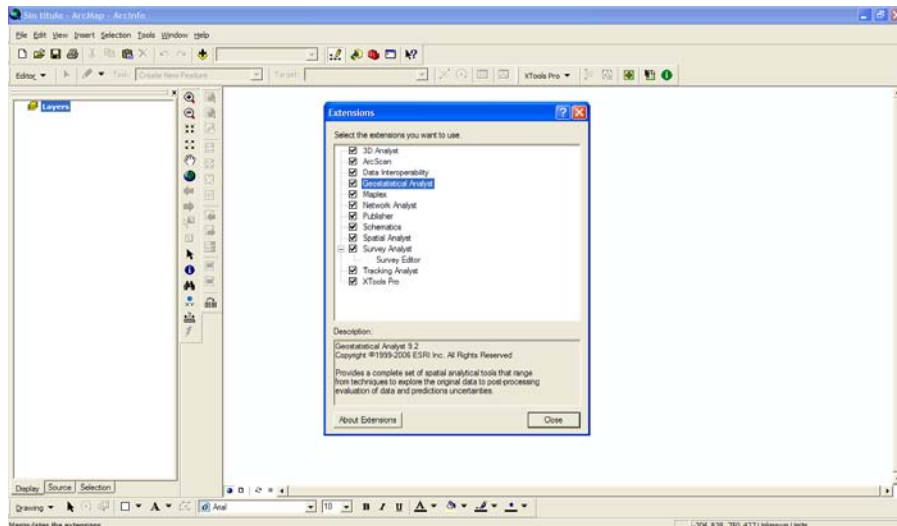 Sin título - ArcMap - ArcInfo
File Edit View Insert Selection Tools Window Help
Editor Task: Create New Feature Target: XTools Pro
Layers
Extensions
Select the extensions you want to use.
3D Analyst
ArcScan
Data Interoperability
Geostatistical Analyst
Maplex
Network Analyst
Publisher
Schematics
Spatial Analyst
Survey Analyst
Survey Editor
Tracking Analyst
XTools Pro
Description:
Geostatistical Analyst 9.2
Copyright ©1999-2006 ESRI Inc. All Rights Reserved
Provides a complete set of spatial analytical tools that range
from techniques to explore the original data to post-processing
evaluation of data and predictions uncertainties.
About Extensions Close
Display Source Selection
Drawing A Arial 10 B I U A
the extensions
Unknown Units